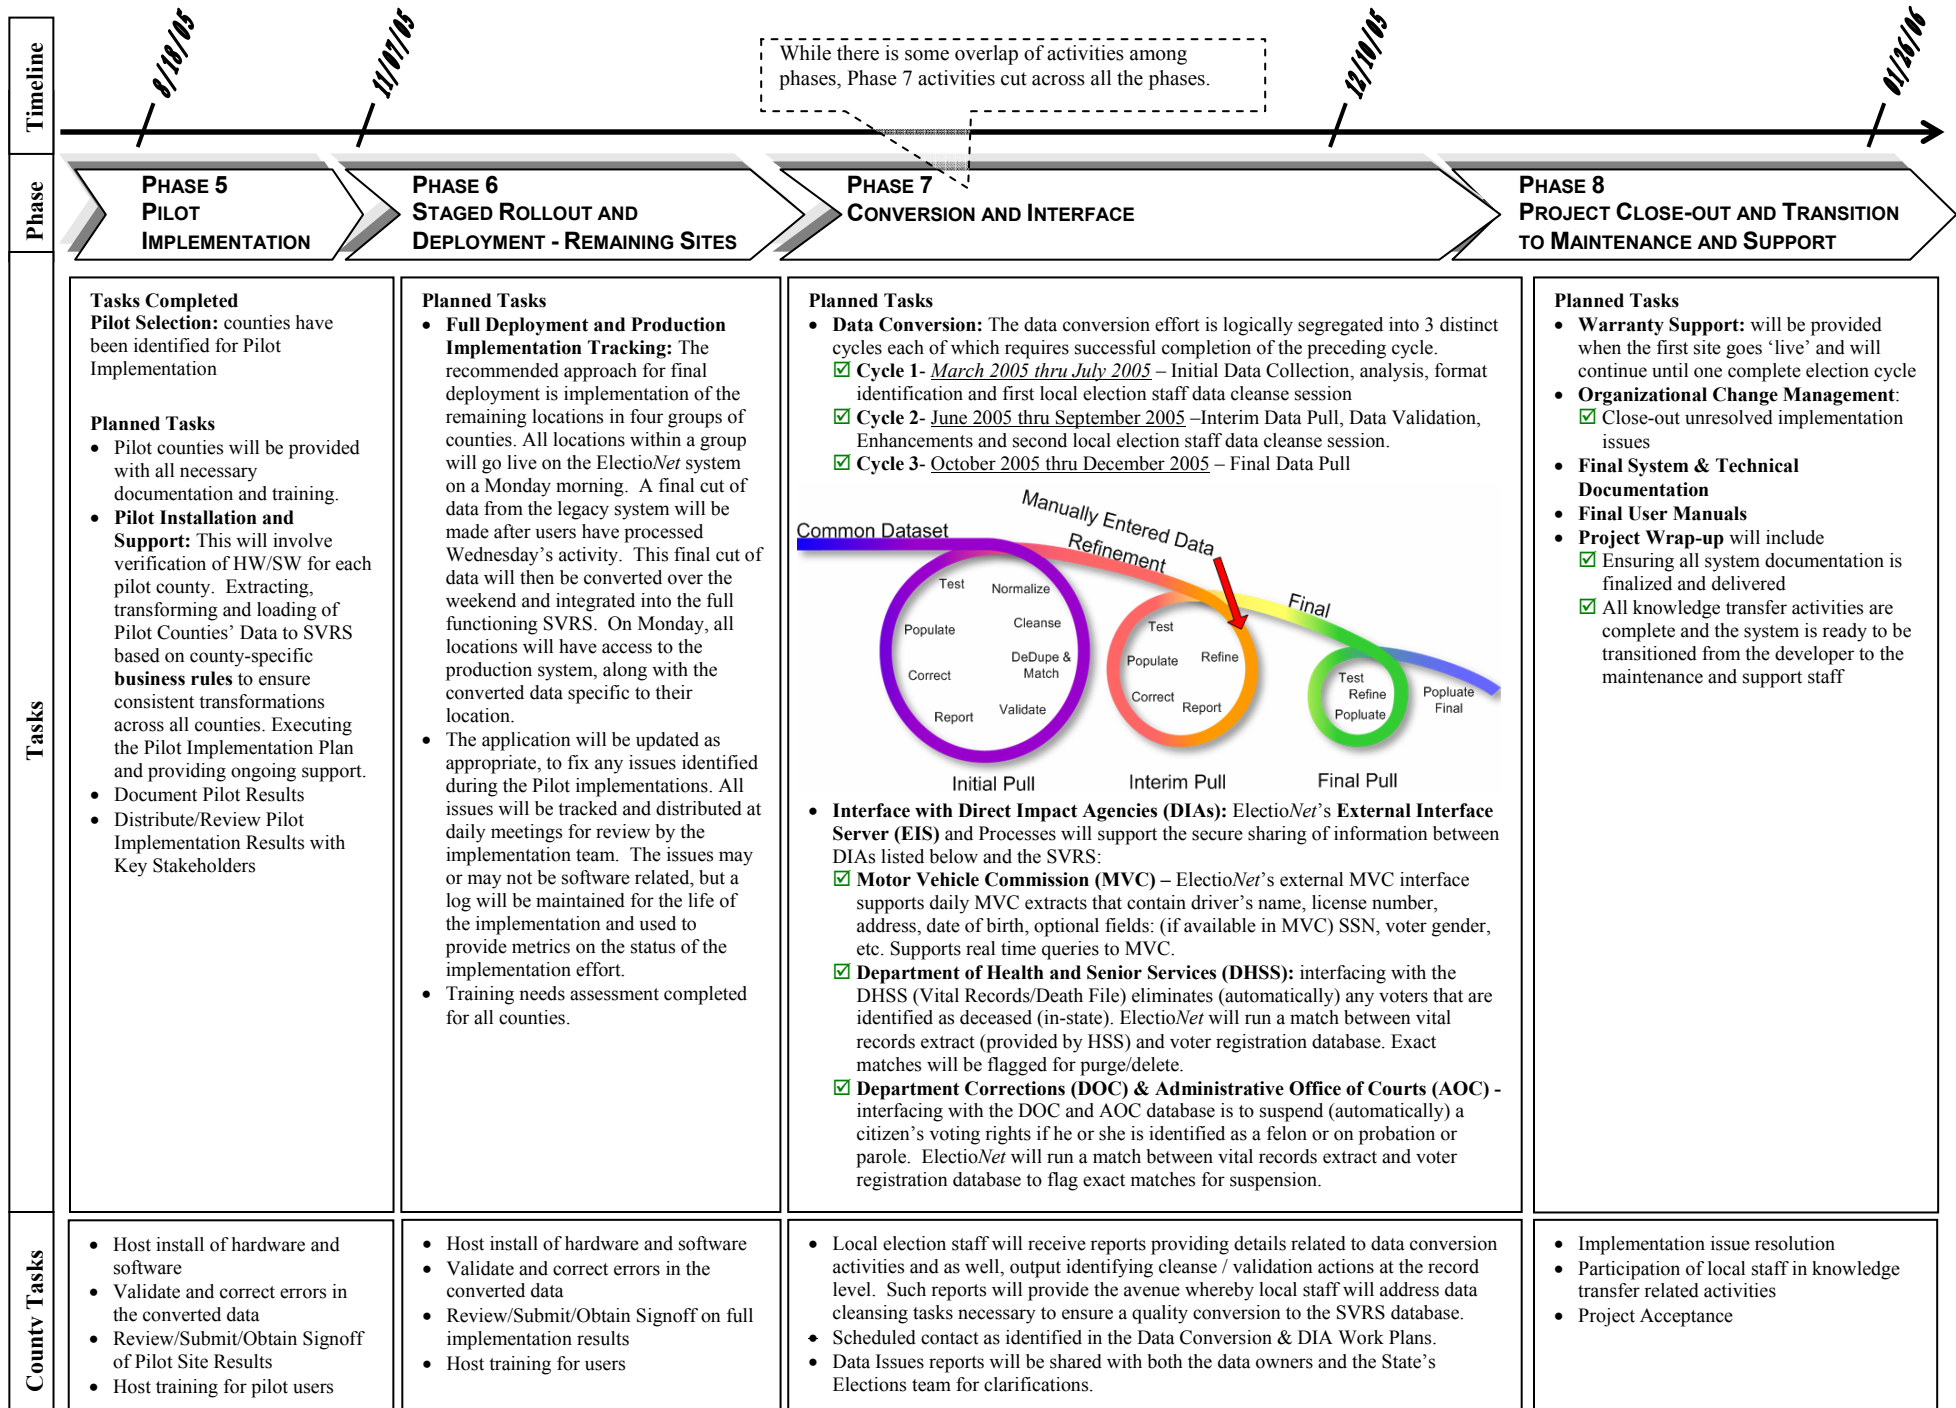 Timeline
8/18/05
11/07/05
12/10/05
01/26/06
While there is some overlap of activities among
phases, Phase 7 activities cut across all the phases.
Phase
PHASE 5
PILOT
IMPLEMENTATION
PHASE 6
STAGED ROLLOUT AND
DEPLOYMENT - REMAINING SITES
PHASE 7
CONVERSION AND INTERFACE
PHASE 8
PROJECT CLOSE-OUT AND TRANSITION
TO MAINTENANCE AND SUPPORT
Tasks
Tasks Completed
Pilot Selection: counties have
been identified for Pilot
Implementation
Planned Tasks
• Pilot counties will be provided
with all necessary
documentation and training.
• Pilot Installation and
Support: This will involve
verification of HW/SW for each
pilot county. Extracting,
transforming and loading of
Pilot Counties' Data to SVRS
based on county-specific
business rules to ensure
consistent transformations
across all counties. Executing
the Pilot Implementation Plan
and providing ongoing support.
• Document Pilot Results
• Distribute/Review Pilot
Implementation Results with
Key Stakeholders
Planned Tasks
• Full Deployment and Production
Implementation Tracking: The
recommended approach for final
deployment is implementation of the
remaining locations in four groups of
counties. All locations within a group
will go live on the ElectioNet system
on a Monday morning. A final cut of
data from the legacy system will be
made after users have processed
Wednesday's activity. This final cut of
data will then be converted over the
weekend and integrated into the full
functioning SVRS. On Monday, all
locations will have access to the
production system, along with the
converted data specific to their
location.
• The application will be updated as
appropriate, to fix any issues identified
during the Pilot implementations. All
issues will be tracked and distributed at
daily meetings for review by the
implementation team. The issues may
or may not be software related, but a
log will be maintained for the life of
the implementation and used to
provide metrics on the status of the
implementation effort.
• Training needs assessment completed
for all counties.
Planned Tasks
• Data Conversion: The data conversion effort is logically segregated into 3 distinct
cycles each of which requires successful completion of the preceding cycle.
☑ Cycle 1- March 2005 thru July 2005 – Initial Data Collection, analysis, format
identification and first local election staff data cleanse session
☑ Cycle 2- June 2005 thru September 2005 –Interim Data Pull, Data Validation,
Enhancements and second local election staff data cleanse session.
☑ Cycle 3- October 2005 thru December 2005 – Final Data Pull
Common Dataset
Manually Entered Data
Refinement
Final
Test
Normalize
Populate
Cleanse
DeDupe &
Match
Correct
Report
Validate
Initial Pull
Test
Populate
Refine
Correct
Report
Interim Pull
Test
Refine
Popluate
Final Pull
Popluate
Final
• Interface with Direct Impact Agencies (DIAs): ElectioNet's External Interface
Server (EIS) and Processes will support the secure sharing of information between
DIAs listed below and the SVRS:
☑ Motor Vehicle Commission (MVC) – ElectioNet's external MVC interface
supports daily MVC extracts that contain driver's name, license number,
address, date of birth, optional fields: (if available in MVC) SSN, voter gender,
etc. Supports real time queries to MVC.
☑ Department of Health and Senior Services (DHSS): interfacing with the
DHSS (Vital Records/Death File) eliminates (automatically) any voters that are
identified as deceased (in-state). ElectioNet will run a match between vital
records extract (provided by HSS) and voter registration database. Exact
matches will be flagged for purge/delete.
☑ Department Corrections (DOC) & Administrative Office of Courts (AOC) -
interfacing with the DOC and AOC database is to suspend (automatically) a
citizen's voting rights if he or she is identified as a felon or on probation or
parole. ElectioNet will run a match between vital records extract and voter
registration database to flag exact matches for suspension.
Planned Tasks
• Warranty Support: will be provided
when the first site goes 'live' and will
continue until one complete election cycle
• Organizational Change Management:
☑ Close-out unresolved implementation
issues
• Final System & Technical
Documentation
• Final User Manuals
• Project Wrap-up will include
☑ Ensuring all system documentation is
finalized and delivered
☑ All knowledge transfer activities are
complete and the system is ready to be
transitioned from the developer to the
maintenance and support staff
County Tasks
• Host install of hardware and
software
• Validate and correct errors in
the converted data
• Review/Submit/Obtain Signoff
of Pilot Site Results
• Host training for pilot users
• Host install of hardware and software
• Validate and correct errors in the
converted data
• Review/Submit/Obtain Signoff on full
implementation results
• Host training for users
• Local election staff will receive reports providing details related to data conversion
activities and as well, output identifying cleanse / validation actions at the record
level. Such reports will provide the avenue whereby local staff will address data
cleansing tasks necessary to ensure a quality conversion to the SVRS database.
• Scheduled contact as identified in the Data Conversion & DIA Work Plans.
• Data Issues reports will be shared with both the data owners and the State's
Elections team for clarifications.
• Implementation issue resolution
• Participation of local staff in knowledge
transfer related activities
• Project Acceptance